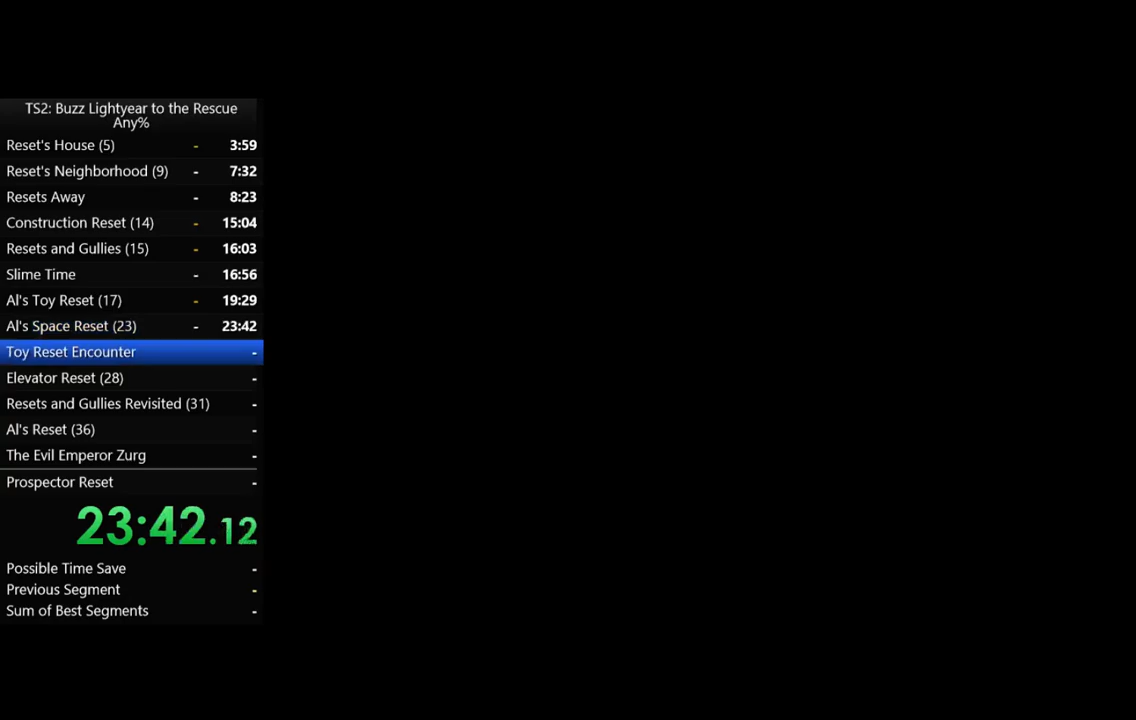 TS2: Buzz Lightyear to the Rescue
Any%
Reset's House (5) - 3:59
Reset's Neighborhood (9) - 7:32
Resets Away - 8:23
Construction Reset (14) - 15:04
Resets and Gullies (15) - 16:03
Slime Time - 16:56
Al's Toy Reset (17) - 19:29
Al's Space Reset (23) - 23:42
Toy Reset Encounter -
Elevator Reset (28) -
Resets and Gullies Revisited (31) -
Al's Reset (36) -
The Evil Emperor Zurg -
Prospector Reset -
23:42.12
Possible Time Save -
Previous Segment -
Sum of Best Segments -